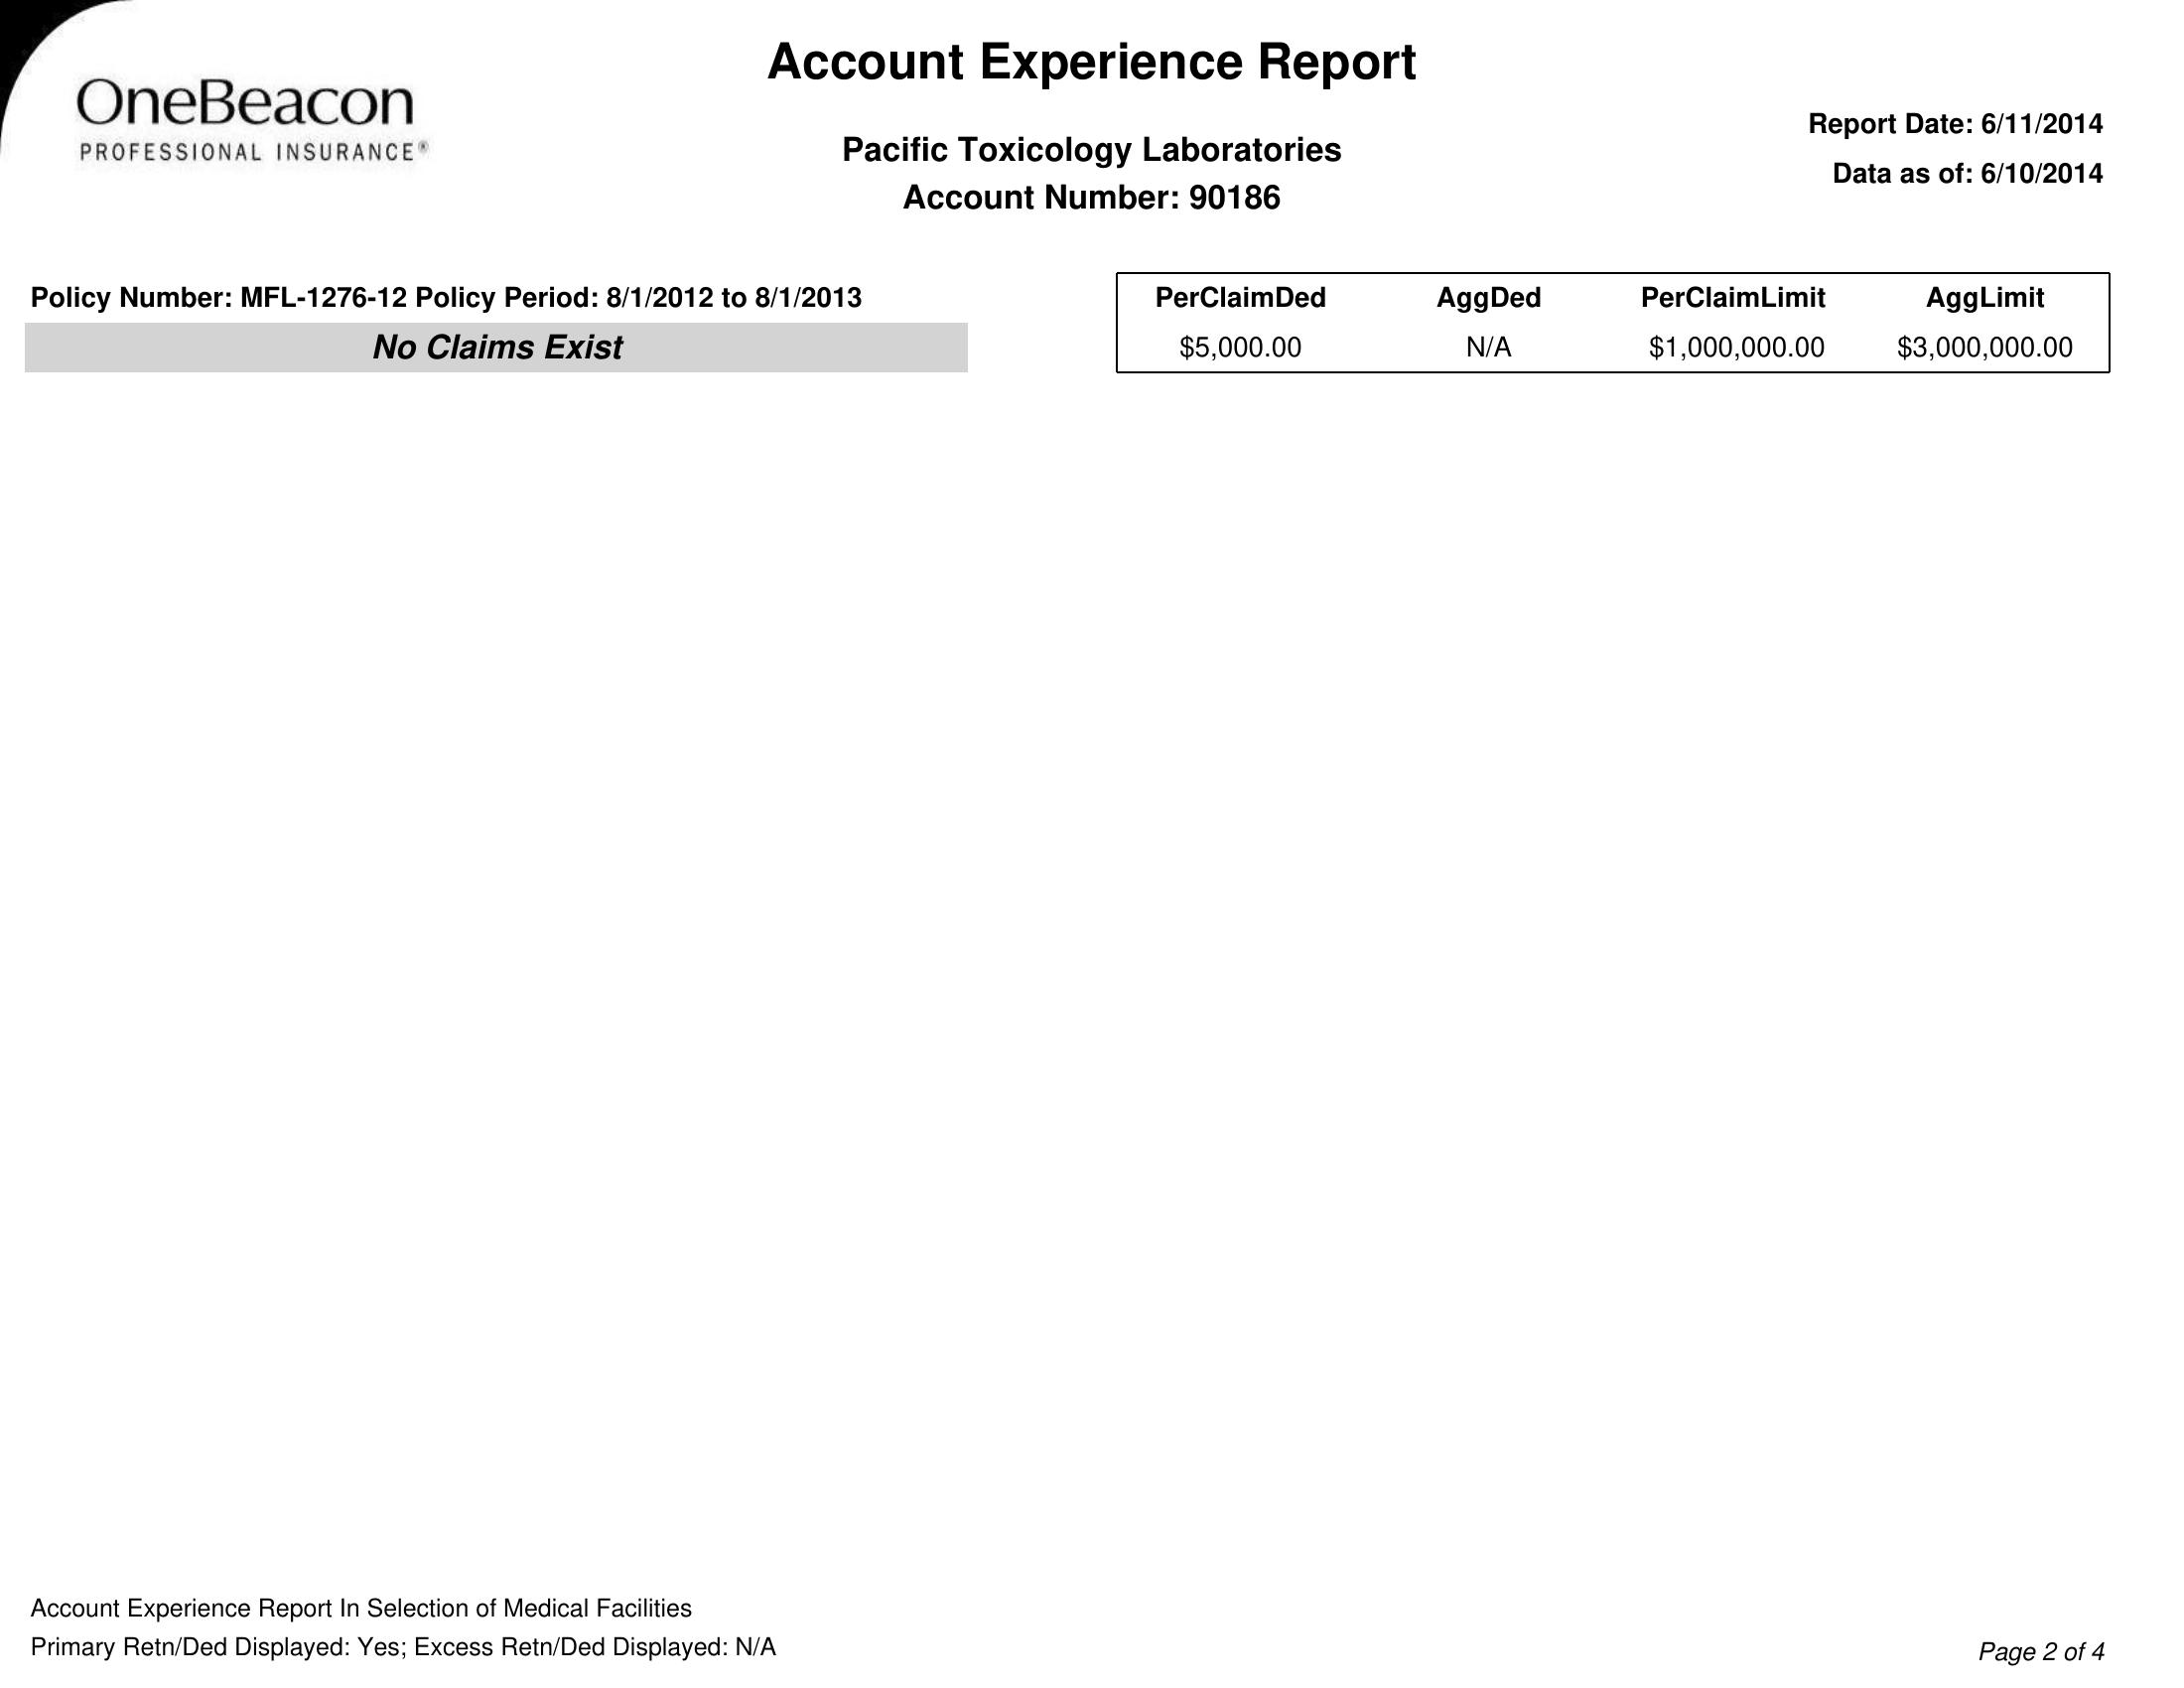 Account Experience Report
OneBeacon
PROFESSIONAL INSURANCE®
Report Date: 6/11/2014
Pacific Toxicology Laboratories
Data as of: 6/10/2014
Account Number: 90186
Policy Number: MFL-1276-12 Policy Period: 8/1/2012 to 8/1/2013
No Claims Exist
PerClaimDed AggDed PerClaimLimit AggLimit
$5,000.00 N/A $1,000,000.00 $3,000,000.00
Account Experience Report In Selection of Medical Facilities
Primary Retn/Ded Displayed: Yes; Excess Retn/Ded Displayed: N/A
Page 2 of 4